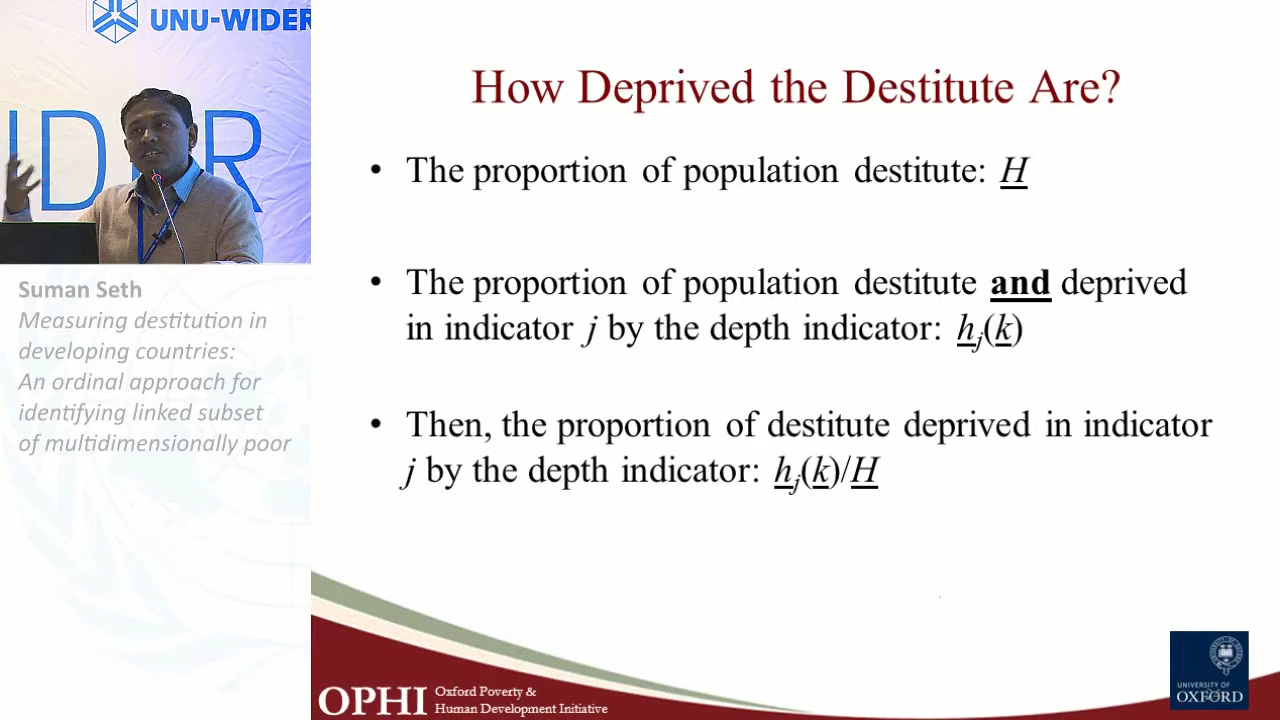 UNU-WIDER
How Deprived the Destitute Are?
• The proportion of population destitute: H
• The proportion of population destitute and deprived
in indicator j by the depth indicator: hj(k)
• Then, the proportion of destitute deprived in indicator
j by the depth indicator: hj(k)/H
Suman Seth
Measuring destitution in
developing countries:
An ordinal approach for
identifying linked subset
of multidimensionally poor
OPHI
Oxford Poverty &
Human Development Initiative
UNIVERSITY OF
OXFORD